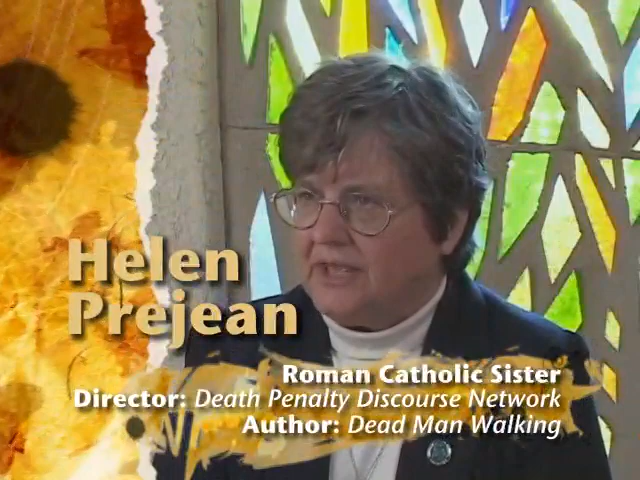 Helen
Prejean
Roman Catholic Sister
Director: Death Penalty Discourse Network
Author: Dead Man Walking